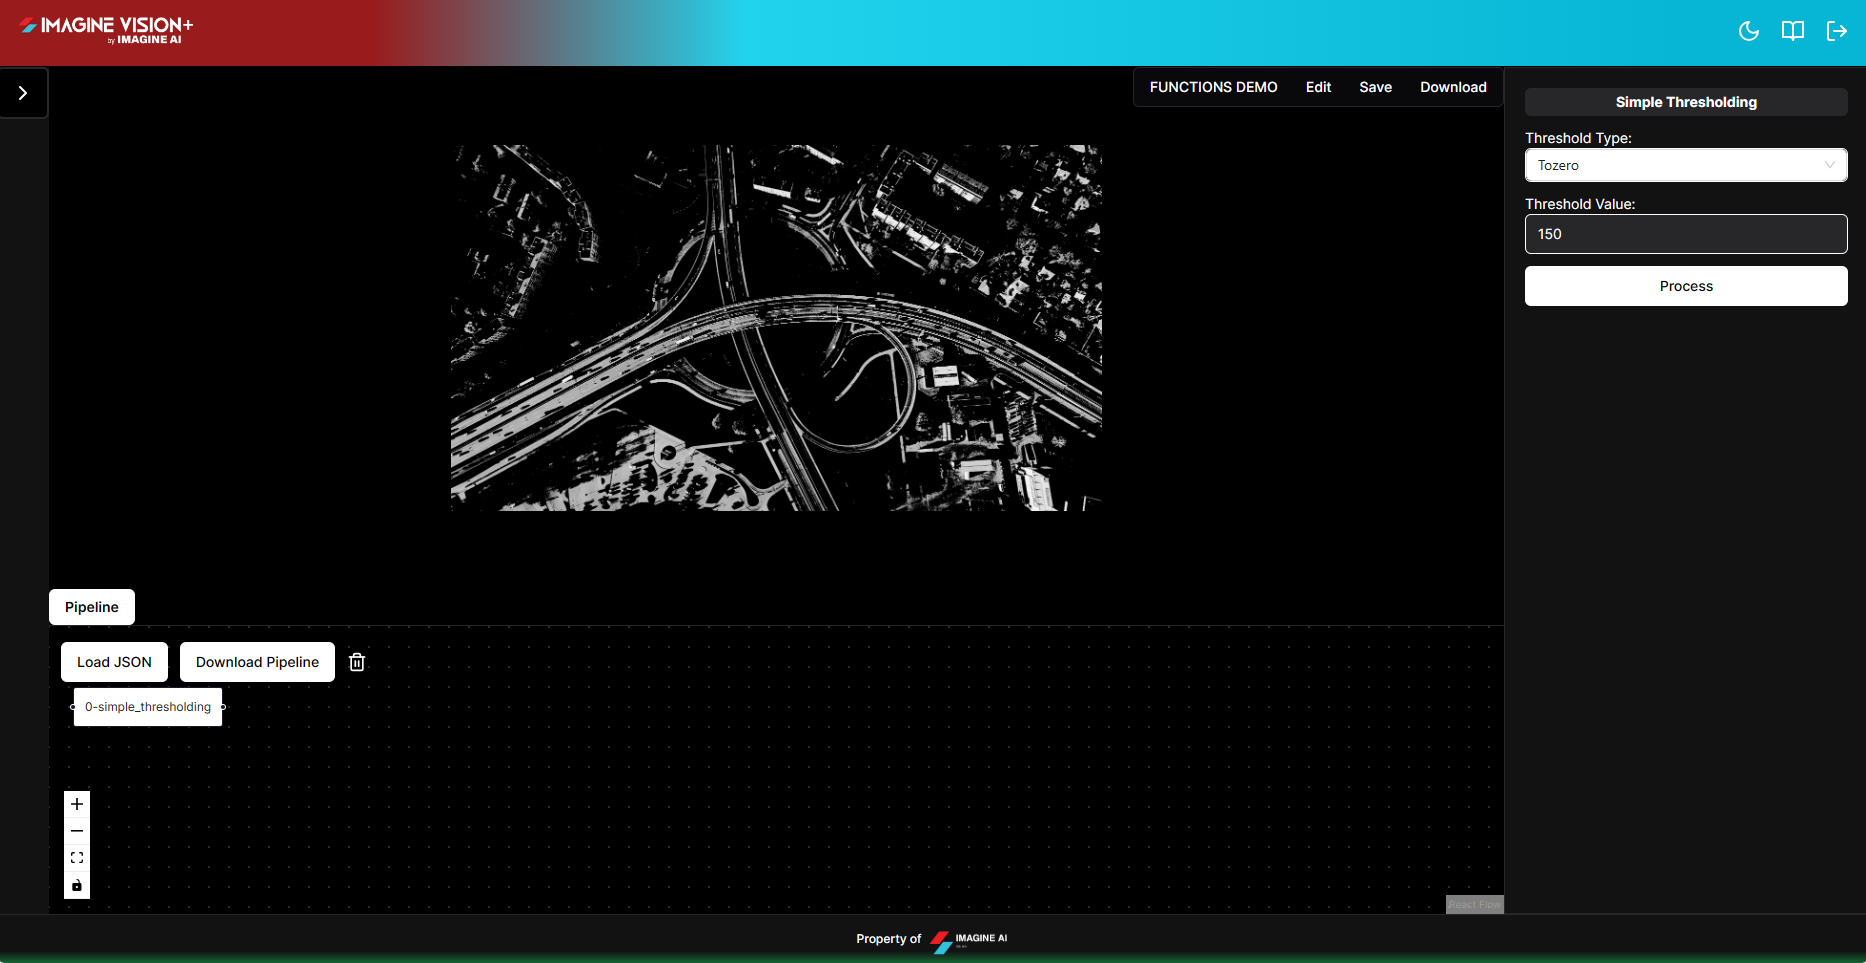 IMAGINE VISION+
by IMAGINE AI
FUNCTIONS DEMO
Edit
Save
Download
Simple Thresholding
Threshold Type:
Tozero
Threshold Value:
150
Process
Pipeline
Load JSON
Download Pipeline
0-simple_thresholding
React Flow
Property of
IMAGINE AI